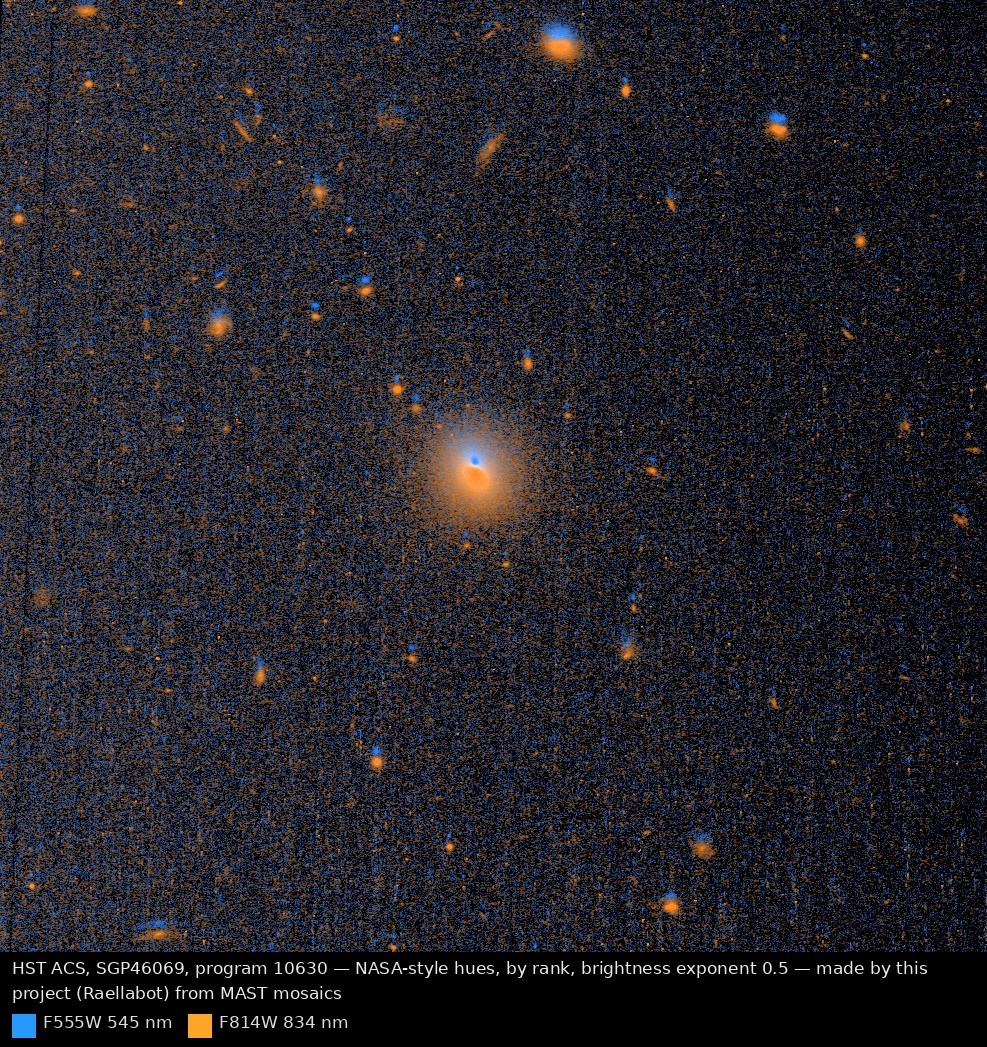 HST ACS, SGP46069, program 10630 — NASA-style hues, by rank, brightness exponent 0.5 — made by this
project (Raellabot) from MAST mosaics
F555W 545 nm F814W 834 nm